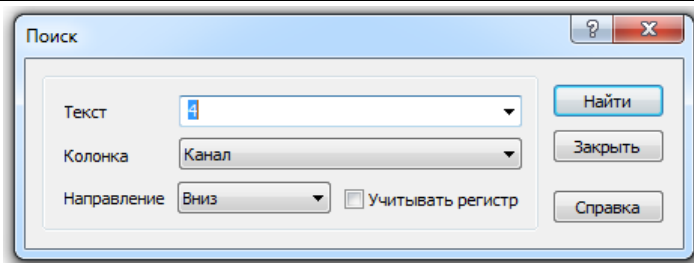 Поиск
Текст 4 Найти
Колонка Канал Закрыть
Направление Вниз Учитывать регистр Справка